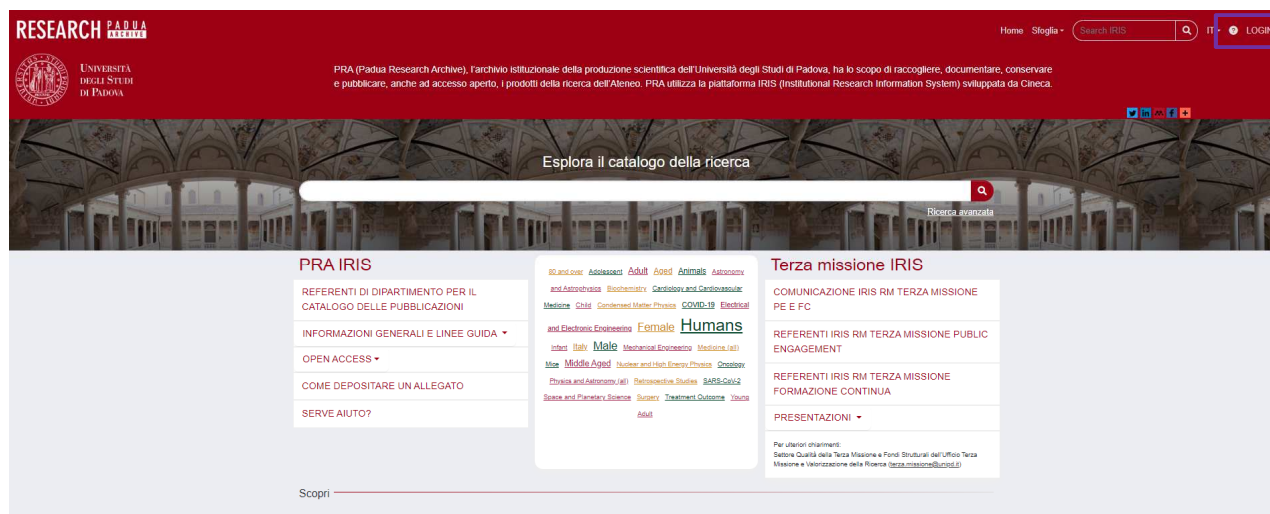 RESEARCH PADUA ARCHIVE
Home Sfoglia Search IRIS IT LOGIN
UNIVERSITÀ
DEGLI STUDI
DI PADOVA
PRA (Padua Research Archive), l'archivio istituzionale della produzione scientifica dell'Università degli Studi di Padova, ha lo scopo di raccogliere, documentare, conservare
e pubblicare, anche ad accesso aperto, i prodotti della ricerca dell'Ateneo. PRA utilizza la piattaforma IRIS (Institutional Research Information System) sviluppata da Cineca.
Esplora il catalogo della ricerca
Ricerca avanzata
PRA IRIS
REFERENTI DI DIPARTIMENTO PER IL
CATALOGO DELLE PUBBLICAZIONI
INFORMAZIONI GENERALI E LINEE GUIDA
OPEN ACCESS
COME DEPOSITARE UN ALLEGATO
SERVE AIUTO?
80 and over Adolescent Adult Aged Animals Astronomy
and Astrophysics Biochemistry Cardiology and Cardiovascular
Medicine Child Condensed Matter Physics COVID-19 Electrical
and Electronic Engineering Female Humans
Infant Italy Male Mechanical Engineering Medicine (all)
Mice Middle Aged Nuclear and High Energy Physics Oncology
Physics and Astronomy (all) Retrospective Studies SARS-CoV-2
Space and Planetary Science Surgery Treatment Outcome Young
Adult
Terza missione IRIS
COMUNICAZIONE IRIS RM TERZA MISSIONE
PE E FC
REFERENTI IRIS RM TERZA MISSIONE PUBLIC
ENGAGEMENT
REFERENTI IRIS RM TERZA MISSIONE
FORMAZIONE CONTINUA
PRESENTAZIONI
Per ulteriori chiarimenti:
Settore Qualità della Terza Missione e Fondi Strutturali dell'Ufficio Terza
Missione e Valorizzazione della Ricerca (terza.missione@unipd.it)
Scopri